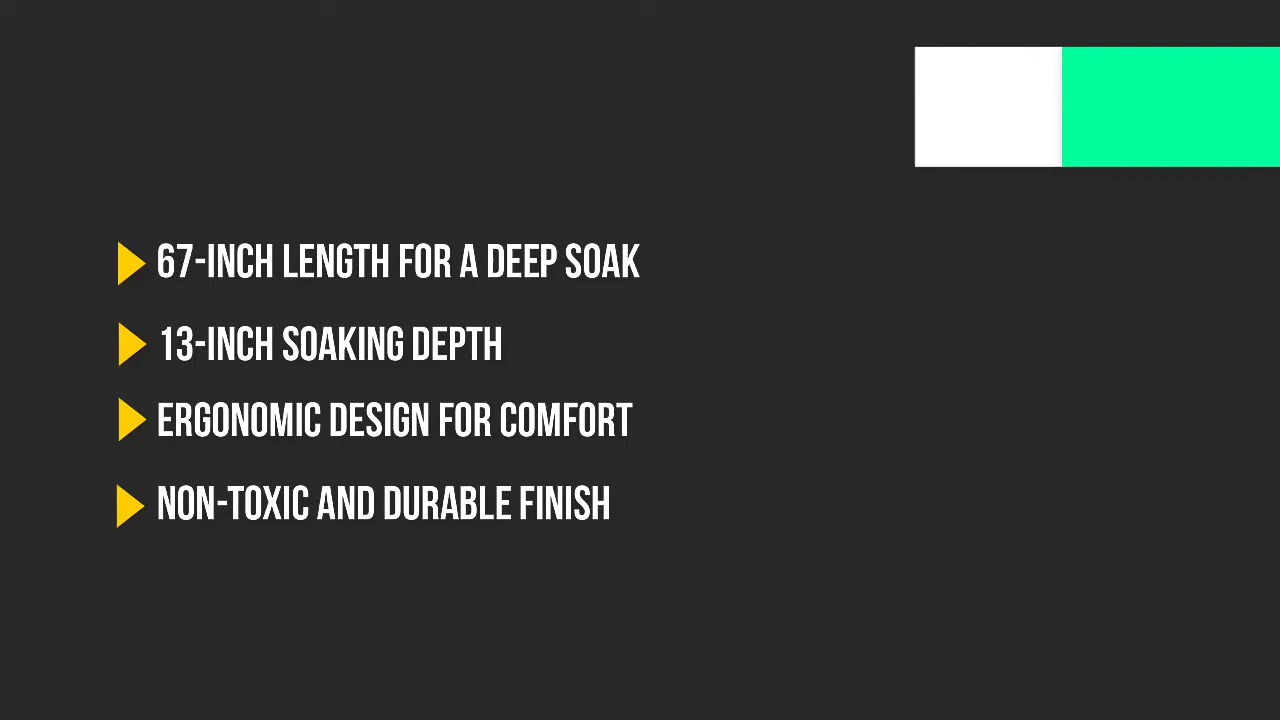 67-INCH LENGTH FOR A DEEP SOAK
13-INCH SOAKING DEPTH
ERGONOMIC DESIGN FOR COMFORT
NON-TOXIC AND DURABLE FINISH